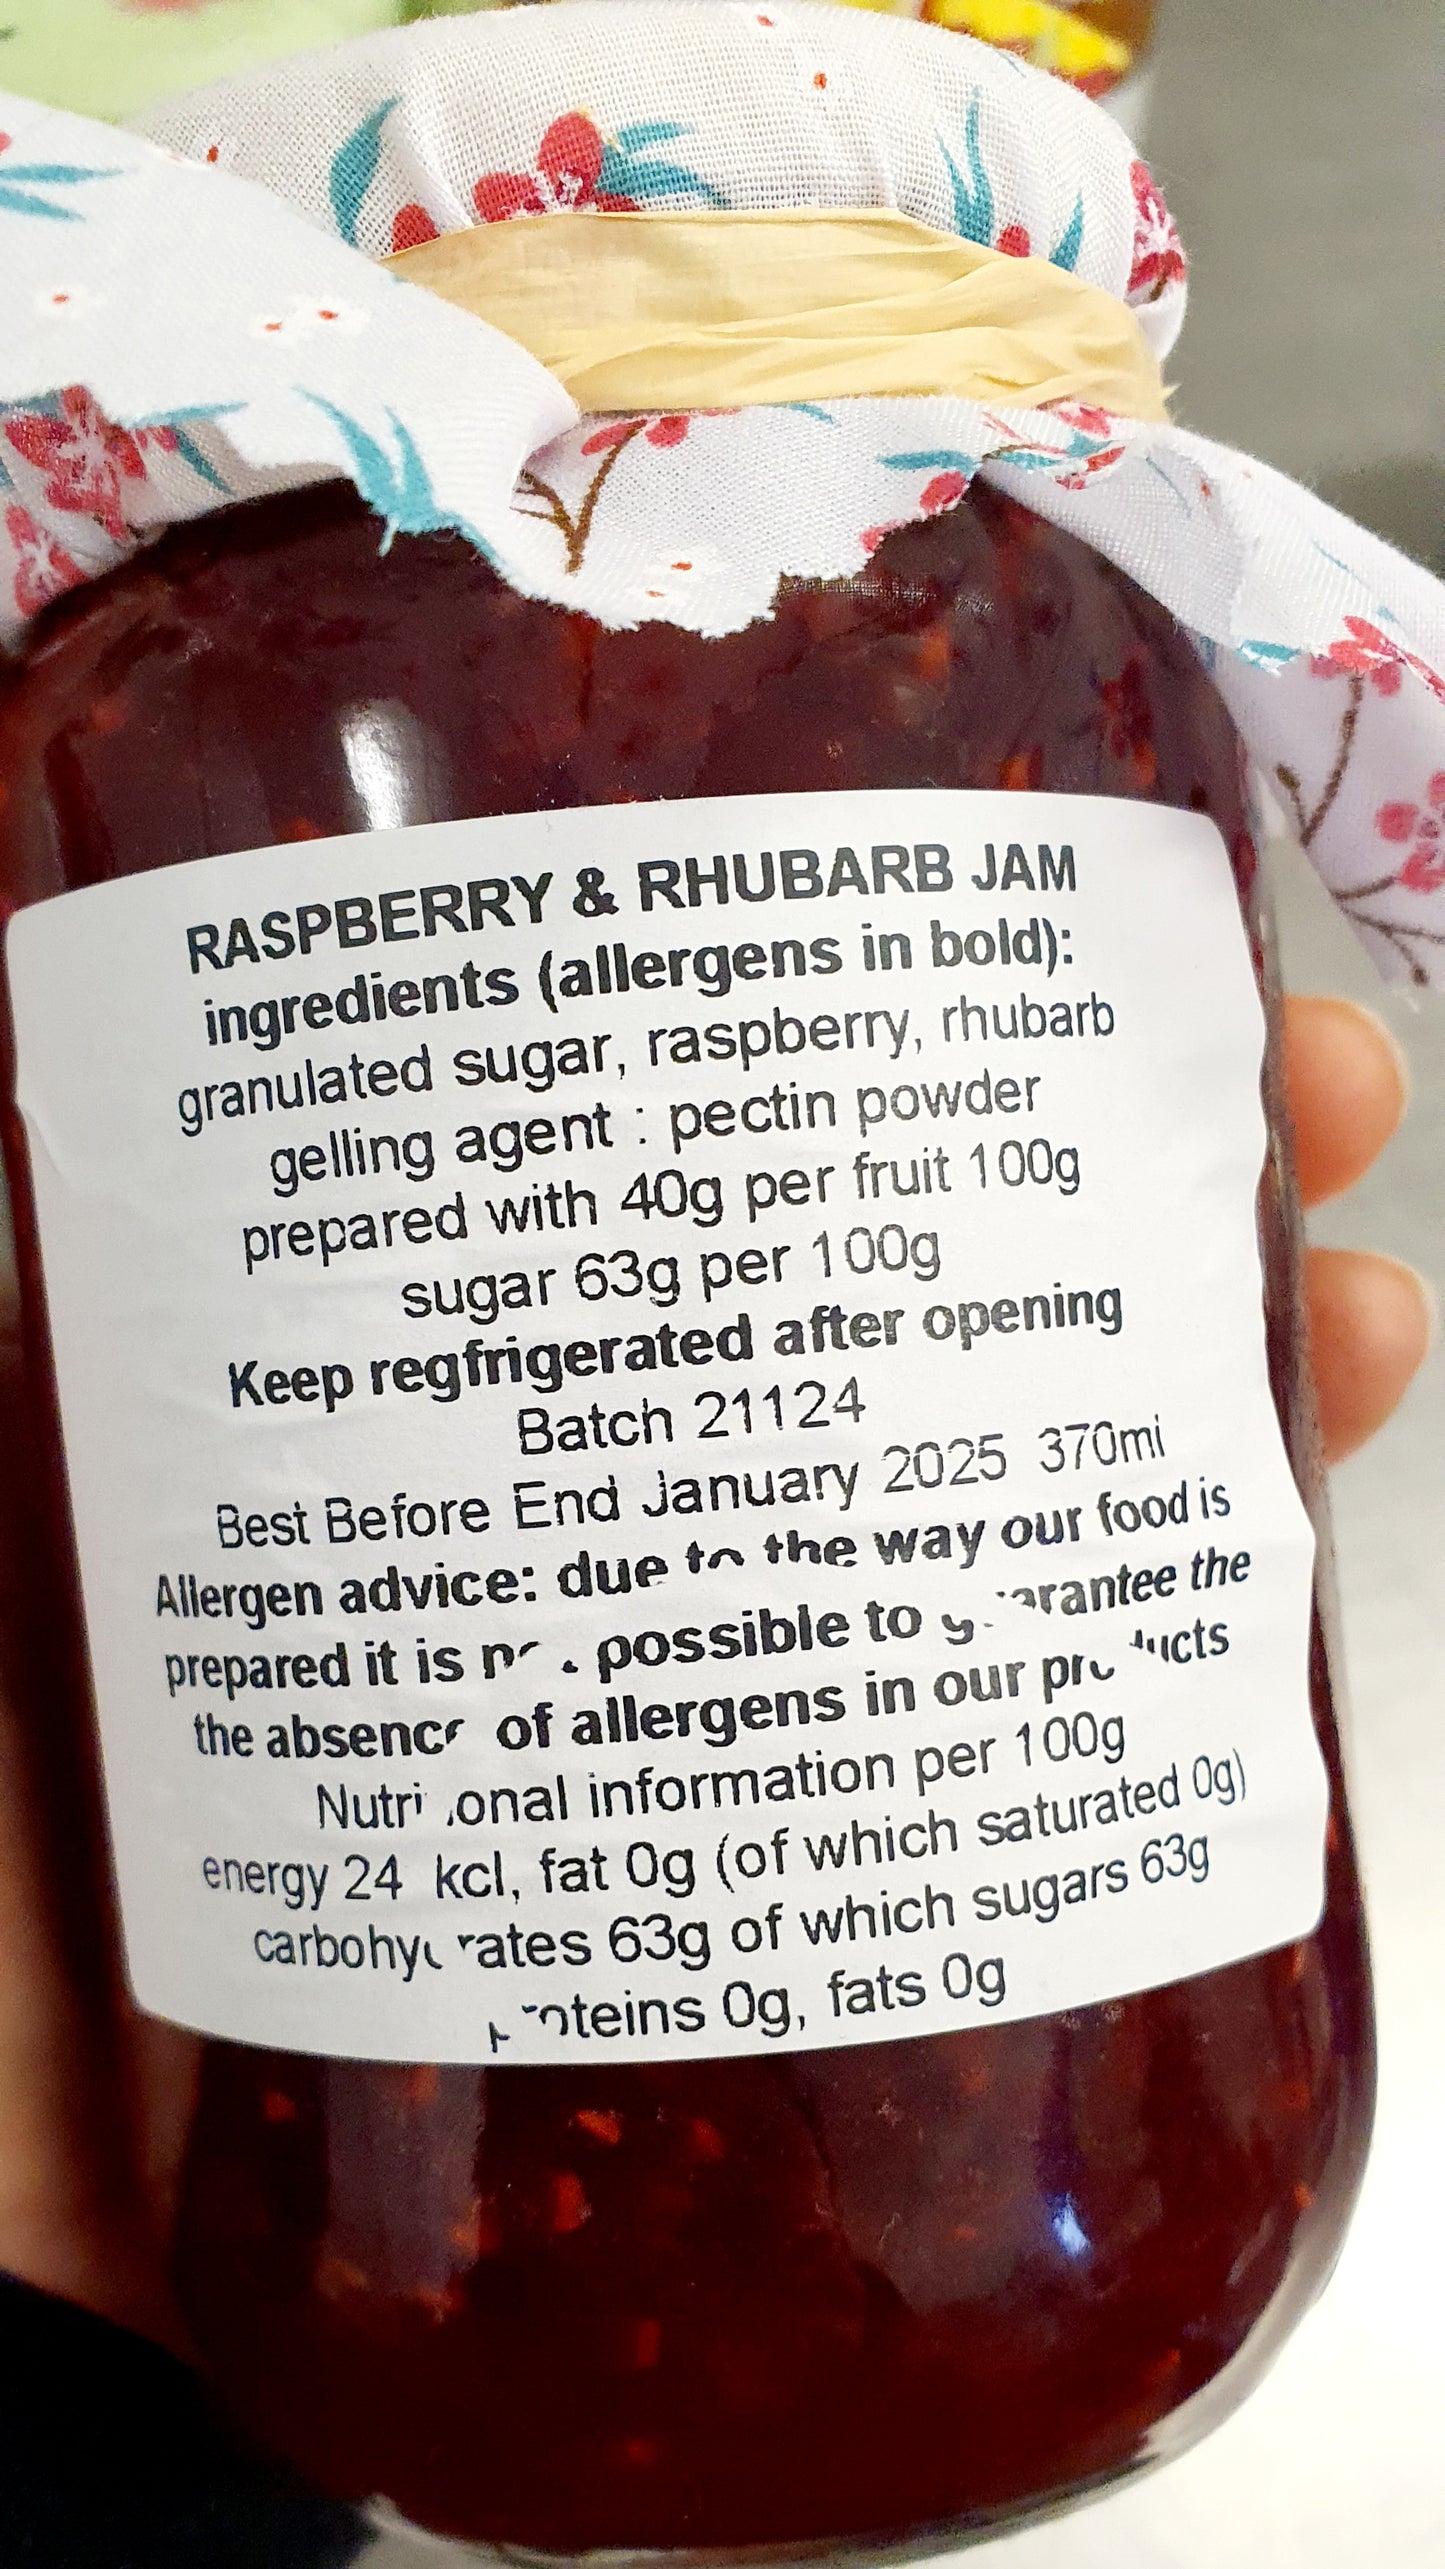 RASPBERRY & RHUBARB JAM
ingredients (allergens in bold):
granulated sugar, raspberry, rhubarb
gelling agent : pectin powder
prepared with 40g per fruit 100g
sugar 63g per 100g
Keep regfrigerated after opening
Batch 21124
Best Before End January 2025 370ml
Allergen advice: due to the way our food is
prepared it is not possible to guarantee the
the absence of allergens in our products
Nutritional information per 100g
energy 24 kcl, fat 0g (of which saturated 0g)
carbohydrates 63g of which sugars 63g
proteins 0g, fats 0g